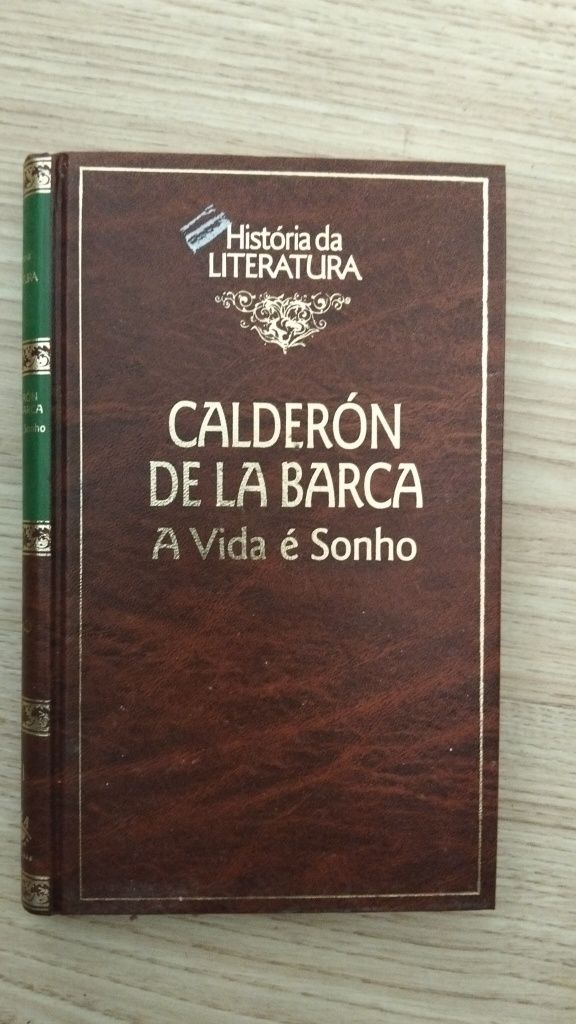 História da
LITERATURA
CALDERÓN
DE LA BARCA
A Vida é Sonho